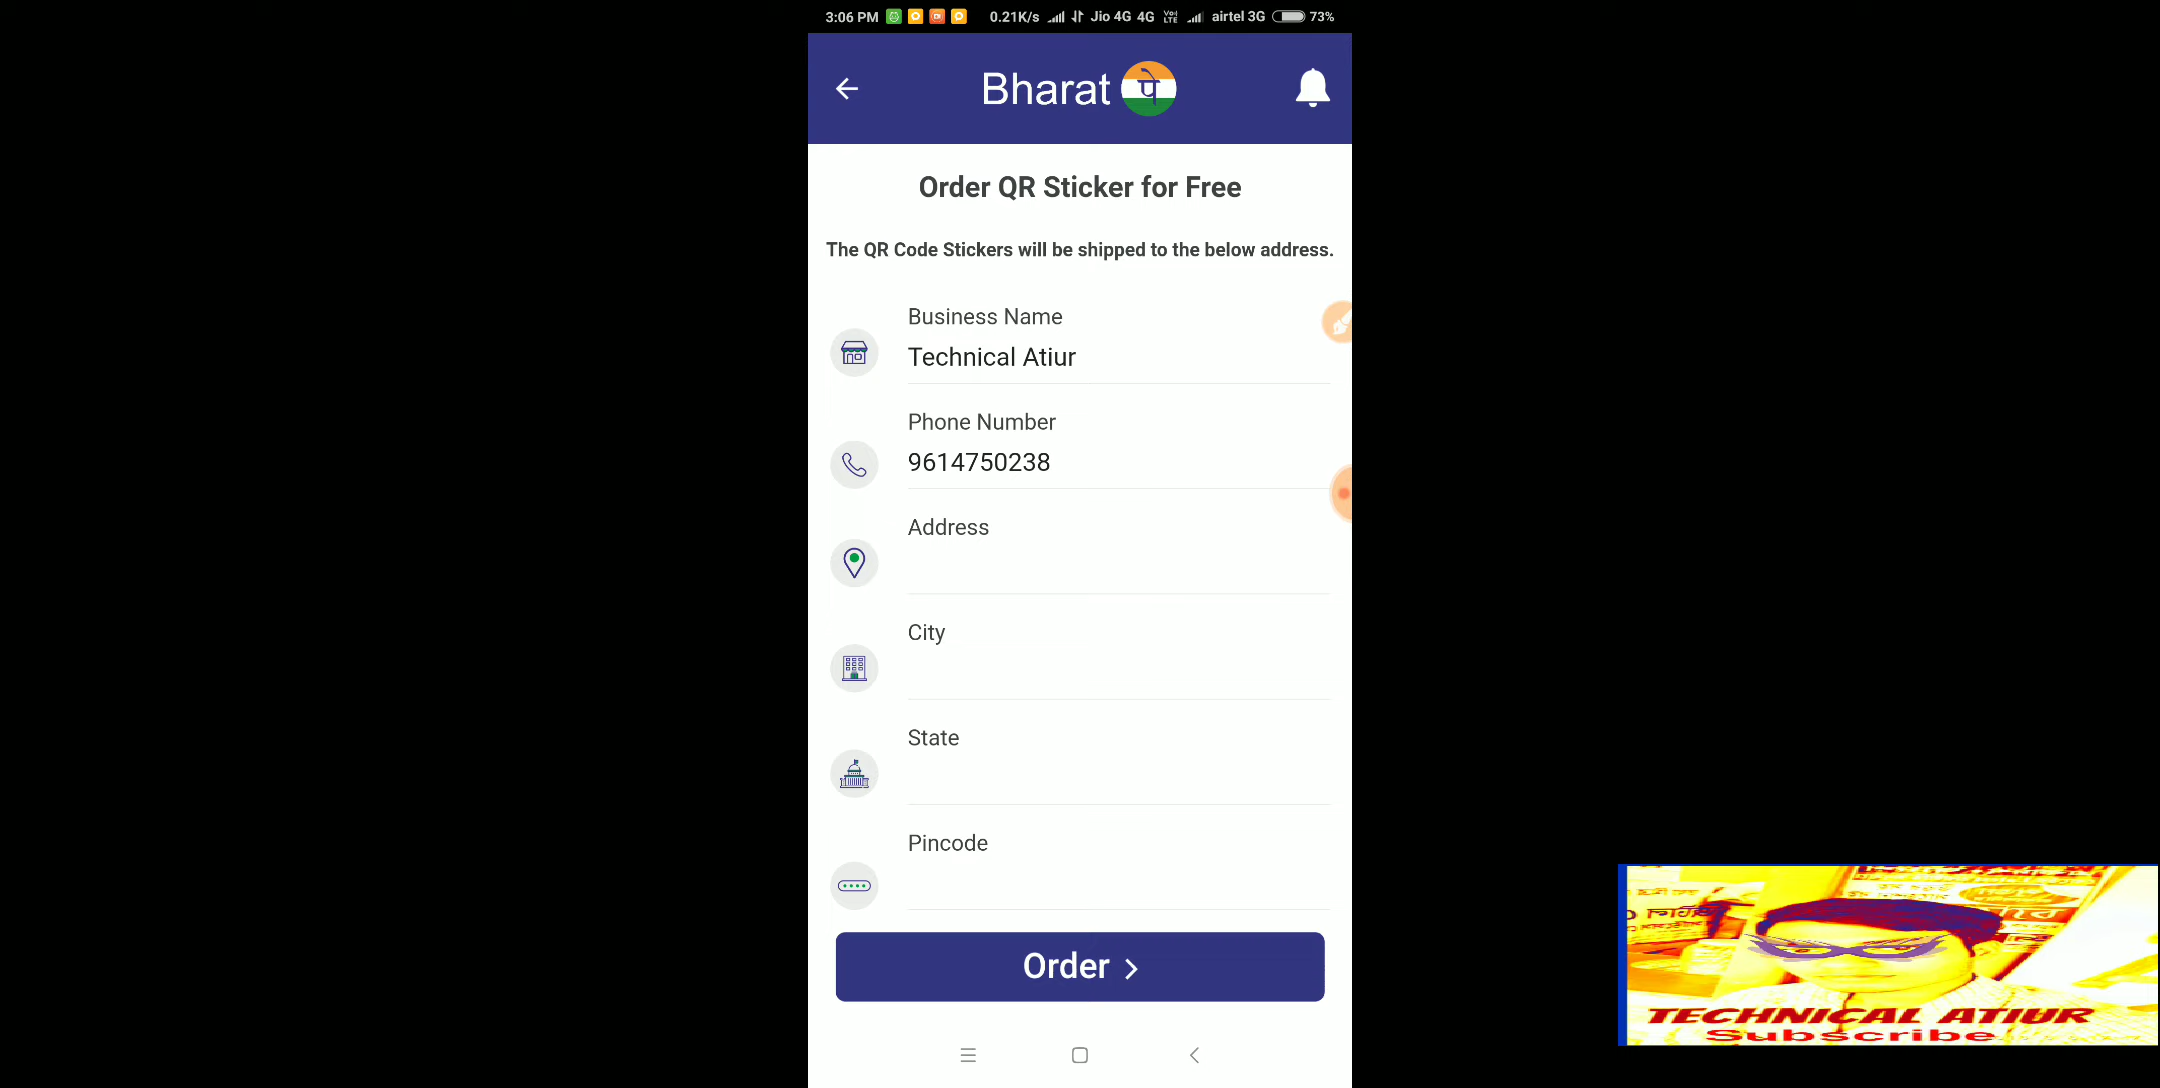 3:06 PM 0.21K/s Jio 4G 4G Vo LTE airtel 3G 73%
Bharat पे
Order QR Sticker for Free
The QR Code Stickers will be shipped to the below address.
Business Name
Technical Atiur
Phone Number
9614750238
Address
City
State
Pincode
Order
TECHNICAL ATIUR
Subscribe